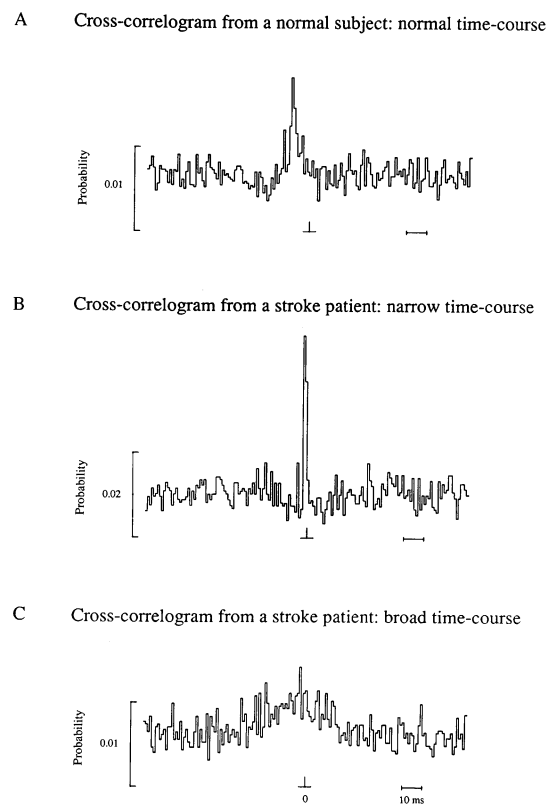 A Cross-correlogram from a normal subject: normal time-course
Probability
0.01
B Cross-correlogram from a stroke patient: narrow time-course
Probability
0.02
C Cross-correlogram from a stroke patient: broad time-course
Probability
0.01
0 10 ms